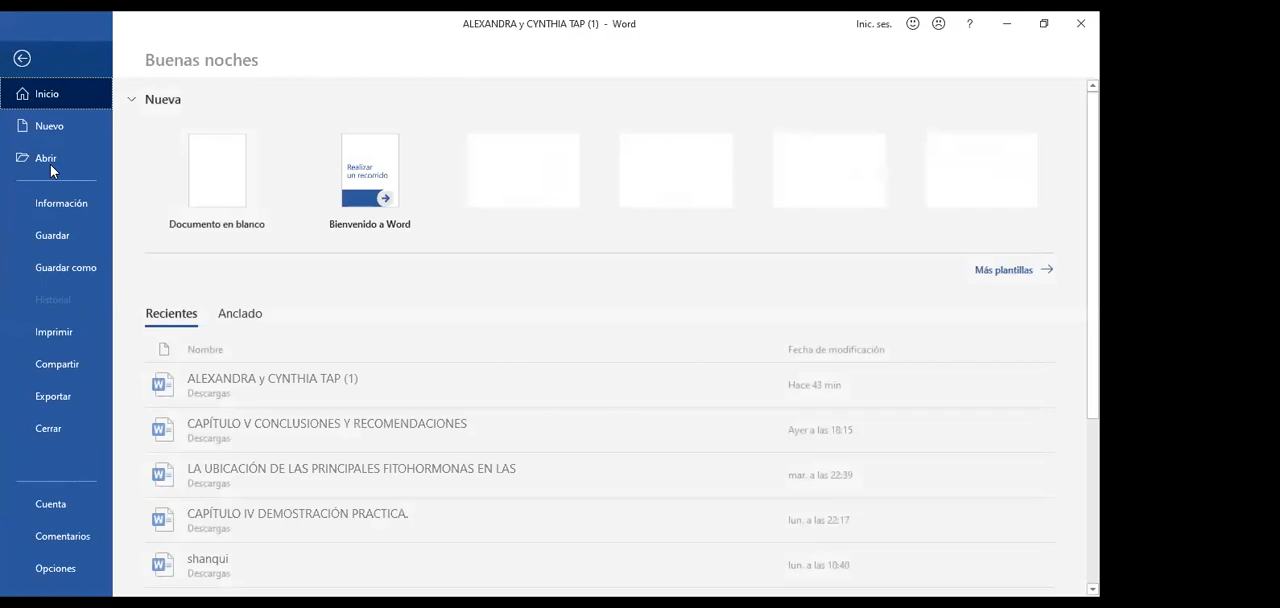 ALEXANDRA y CYNTHIA TAP (1) - Word
Inic. ses.
?
Buenas noches
Inicio
Nuevo
Abrir
Información
Guardar
Guardar como
Historial
Imprimir
Compartir
Exportar
Cerrar
Cuenta
Comentarios
Opciones
Nueva
Realizar
un recorrido
Documento en blanco
Bienvenido a Word
Más plantillas
Recientes Anclado
Nombre Fecha de modificación
ALEXANDRA y CYNTHIA TAP (1)
Descargas
Hace 43 min
CAPÍTULO V CONCLUSIONES Y RECOMENDACIONES
Descargas
Ayer a las 18:15
LA UBICACIÓN DE LAS PRINCIPALES FITOHORMONAS EN LAS
Descargas
mar. a las 22:39
CAPÍTULO IV DEMOSTRACIÓN PRACTICA.
Descargas
lun. a las 22:17
shanqui
Descargas
lun. a las 10:40